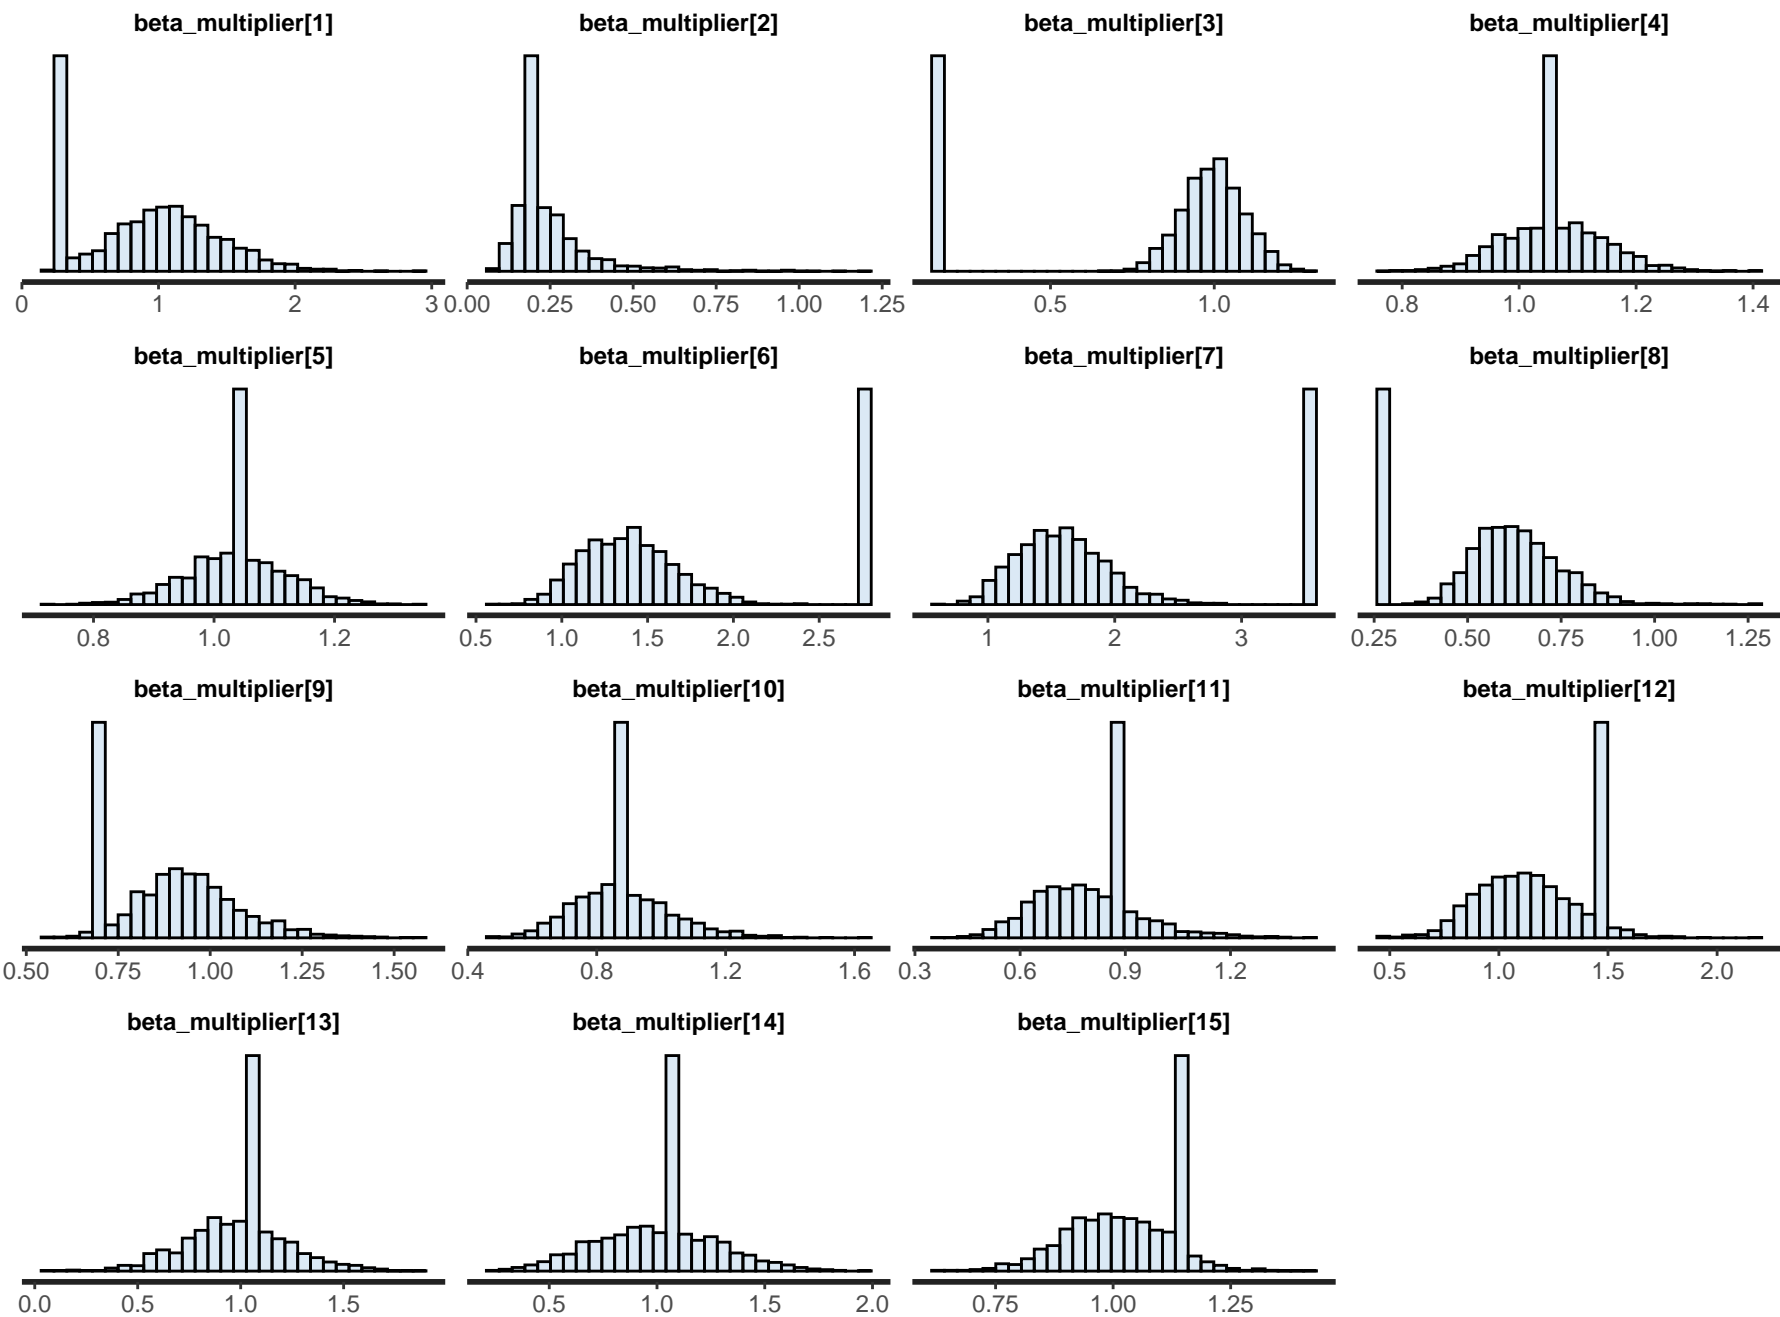 beta_multiplier[1] beta_multiplier[2] beta_multiplier[3] beta_multiplier[4]
0 1 2 3 0.00 0.25 0.50 0.75 1.00 1.25 0.5 1.0 0.8 1.0 1.2 1.4
beta_multiplier[5] beta_multiplier[6] beta_multiplier[7] beta_multiplier[8]
0.8 1.0 1.2 0.5 1.0 1.5 2.0 2.5 1 2 3 0.25 0.50 0.75 1.00 1.25
beta_multiplier[9] beta_multiplier[10] beta_multiplier[11] beta_multiplier[12]
0.50 0.75 1.00 1.25 1.50 0.4 0.8 1.2 1.6 0.3 0.6 0.9 1.2 0.5 1.0 1.5 2.0
beta_multiplier[13] beta_multiplier[14] beta_multiplier[15]
0.0 0.5 1.0 1.5 0.5 1.0 1.5 2.0 0.75 1.00 1.25